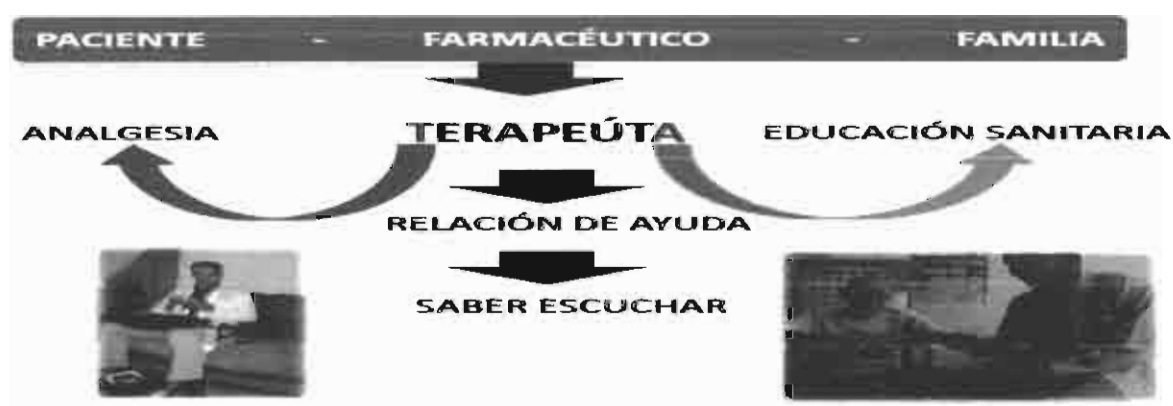 PACIENTE - FARMACÉUTICO - FAMILIA
ANALGESIA TERAPEÚTA EDUCACIÓN SANITARIA
RELACIÓN DE AYUDA
SABER ESCUCHAR